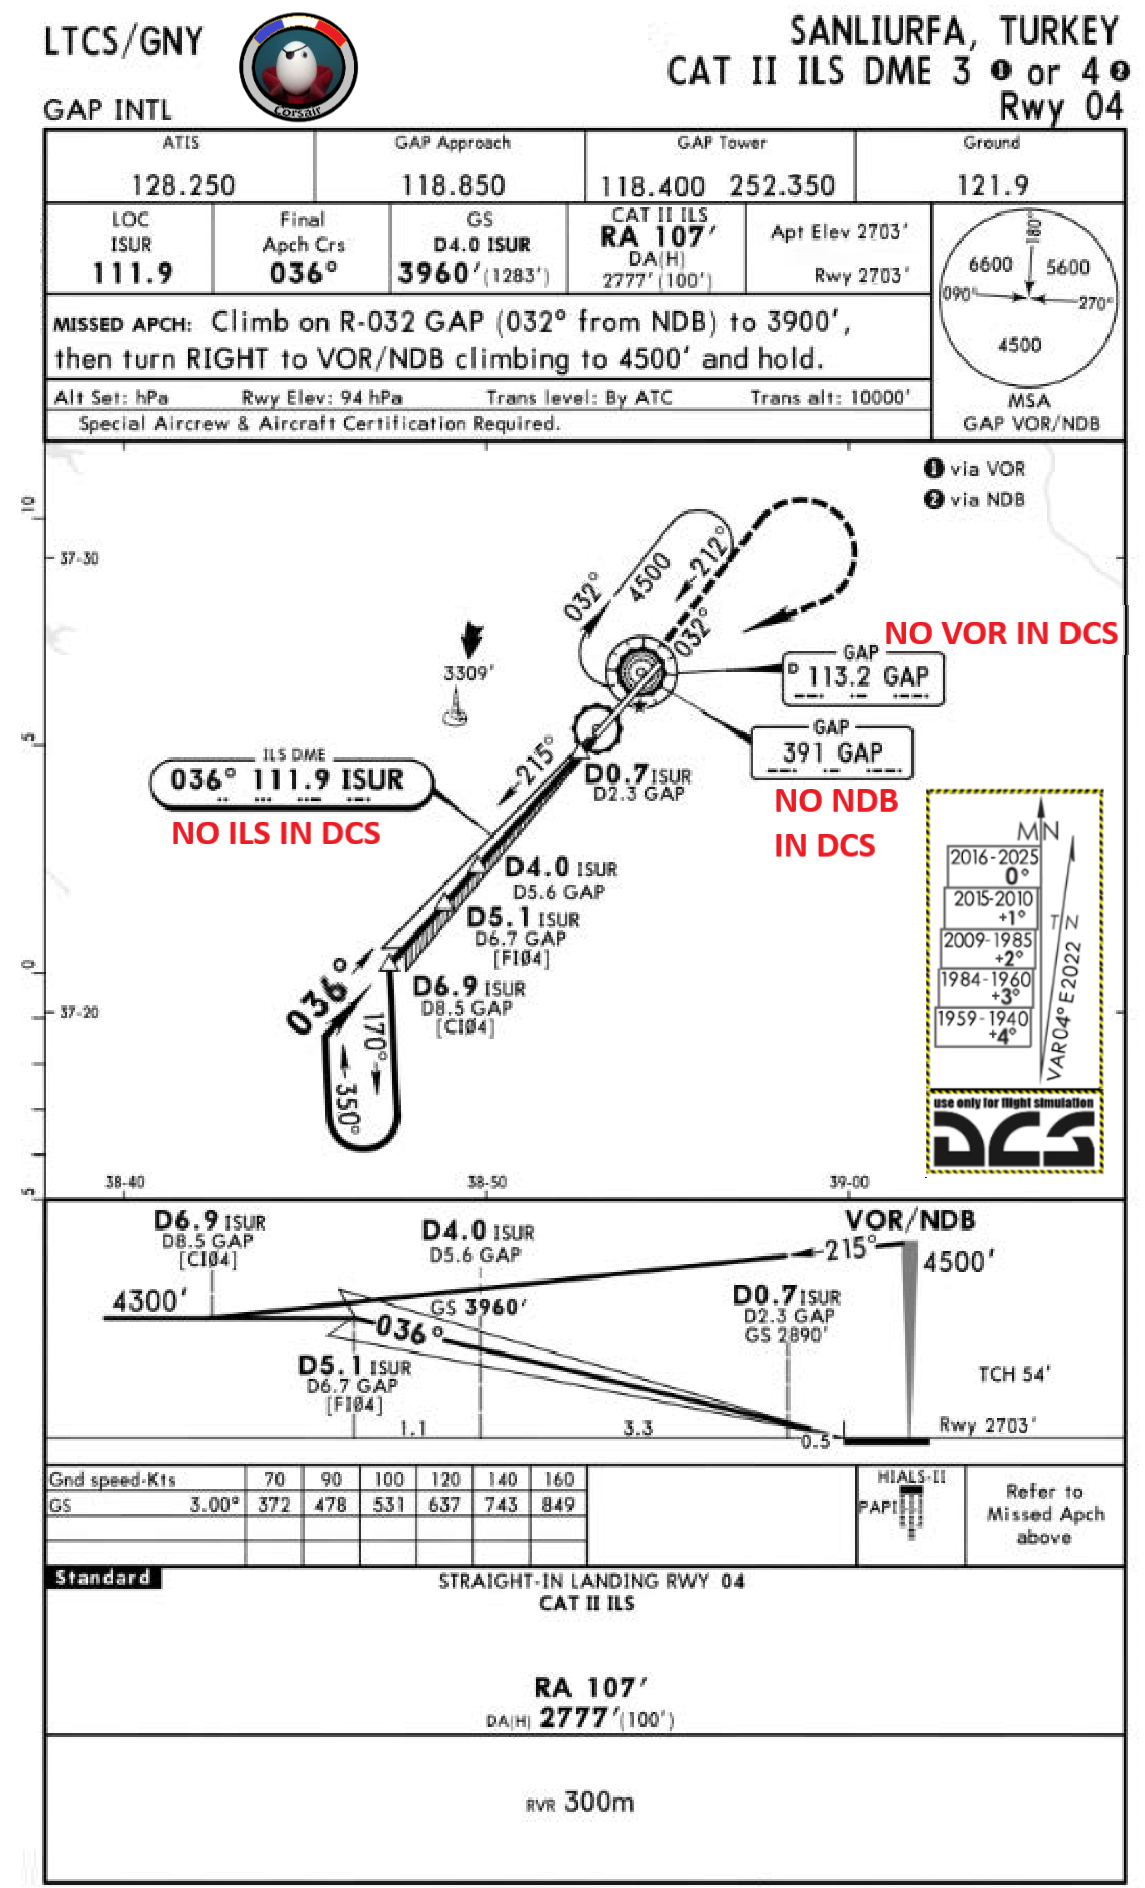 LTCS/GNY
Corsair
SANLIURFA, TURKEY
CAT II ILS DME 3 ❶ or 4 ❷
GAP INTL
Rwy 04
ATIS
128.250
GAP Approach
118.850
GAP Tower
118.400 252.350
Ground
121.9
LOC
ISUR
111.9
Final
Apch Crs
036°
GS
D4.0 ISUR
3960′(1283′)
CAT II ILS
RA 107′
DA(H)
2777′(100′)
Apt Elev 2703′
Rwy 2703′
MISSED APCH: Climb on R-032 GAP (032° from NDB) to 3900′,
then turn RIGHT to VOR/NDB climbing to 4500′ and hold.
Alt Set: hPa Rwy Elev: 94 hPa Trans level: By ATC Trans alt: 10000′
Special Aircrew & Aircraft Certification Required.
180°
6600
5600
090°
270°
4500
MSA
GAP VOR/NDB
❶ via VOR
❷ via NDB
10
37-30
032°
4500
212°
032°
NO VOR IN DCS
GAP
D 113.2 GAP
3309′
GAP
391 GAP
5
ILS DME
036° 111.9 ISUR
215°
D0.7 ISUR
D2.3 GAP
NO NDB
IN DCS
NO ILS IN DCS
D4.0 ISUR
D5.6 GAP
D5.1 ISUR
D6.7 GAP
[FI04]
D6.9 ISUR
D8.5 GAP
[CI04]
0
036°
37-20
170°
350°
MN
2016-2025
0°
2015-2010
+1°
TN
2009-1985
+2°
1984-1960
+3°
1959-1940
+4°
VAR04°E2022
use only for flight simulation
DCS
5
38-40
38-50
39-00
D6.9 ISUR
D8.5 GAP
[CI04]
D4.0 ISUR
D5.6 GAP
VOR/NDB
215°
4500′
4300′
GS 3960′
036°
D0.7 ISUR
D2.3 GAP
GS 2890′
D5.1 ISUR
D6.7 GAP
[FI04]
TCH 54′
Rwy 2703′
1.1
3.3
0.5
Gnd speed-Kts 70 90 100 120 140 160
GS 3.00° 372 478 531 637 743 849
HIALS-II
PAPI
Refer to
Missed Apch
above
Standard
STRAIGHT-IN LANDING RWY 04
CAT II ILS
RA 107′
DA(H) 2777′(100′)
RVR 300m